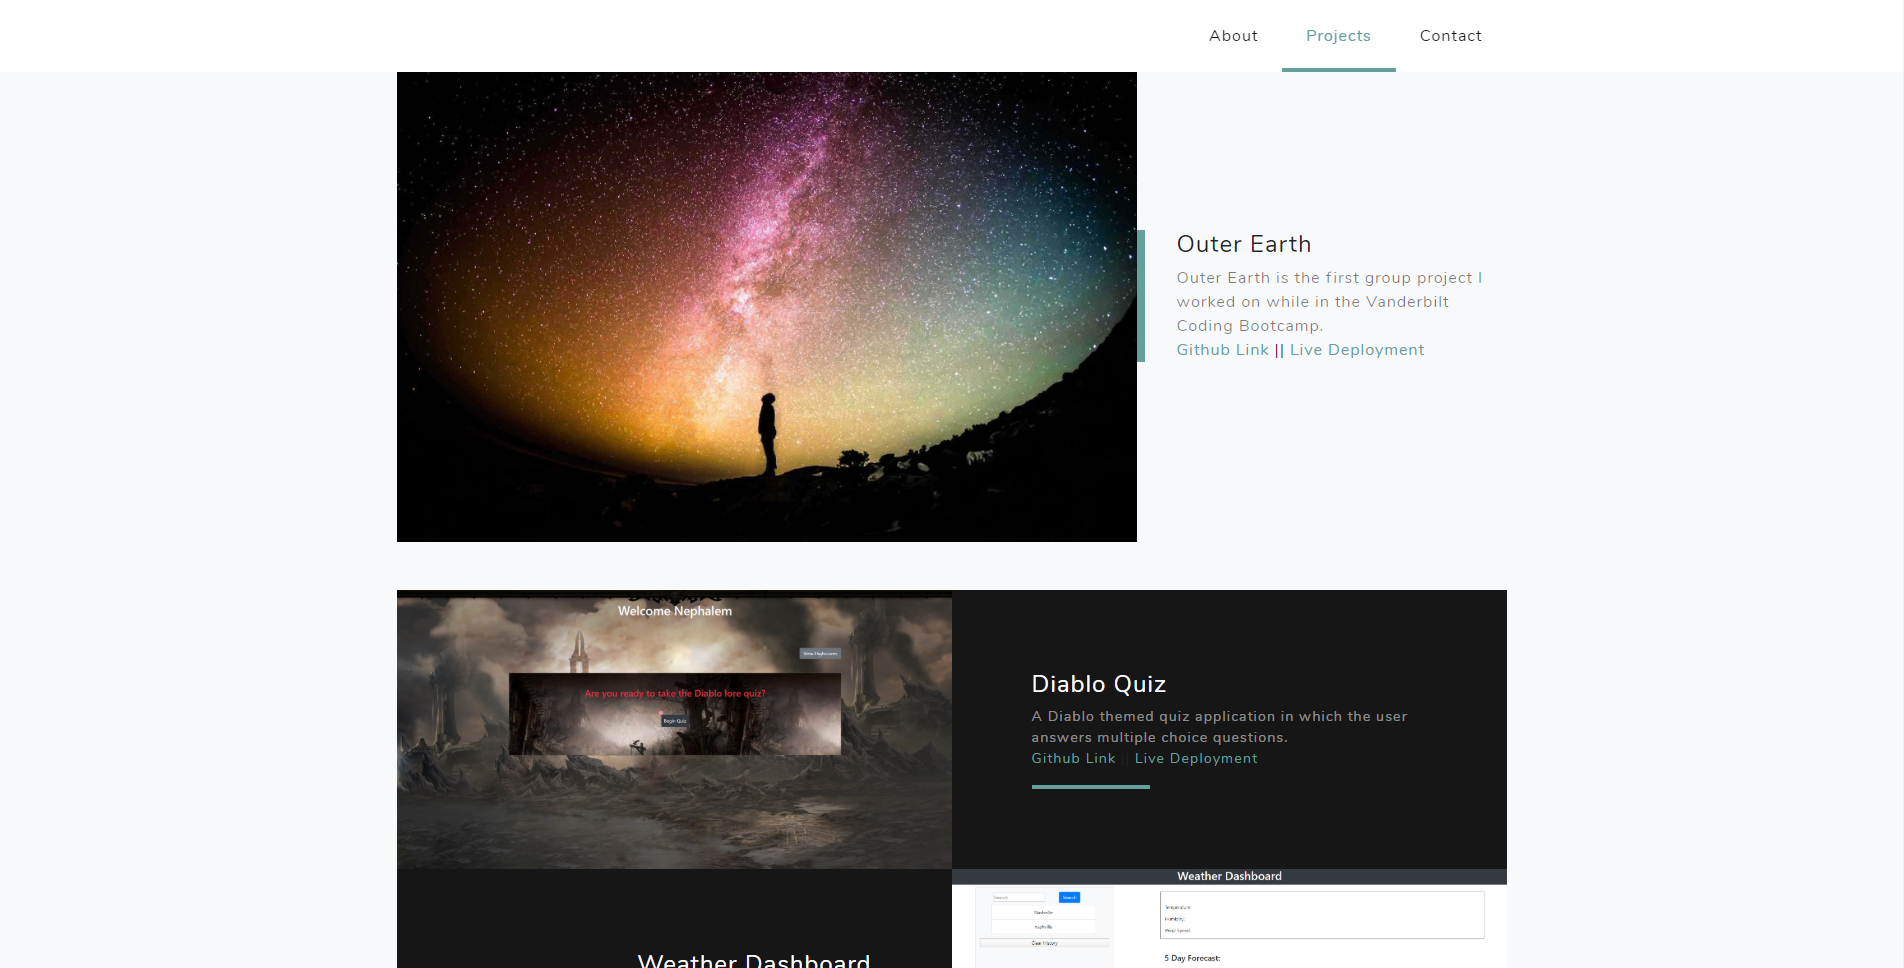 About Projects Contact
Outer Earth
Outer Earth is the first group project I
worked on while in the Vanderbilt
Coding Bootcamp.
Github Link || Live Deployment
Welcome Nephalem
View Highscores
Are you ready to take the Diablo lore quiz?
Begin Quiz
Diablo Quiz
A Diablo themed quiz application in which the user
answers multiple choice questions.
Github Link || Live Deployment
Weather Dashboard
Weather Dashboard
Search Search
Nashville
nashville
Clear History
Temperature:
Humidity:
Wind Speed:
5 Day Forecast: